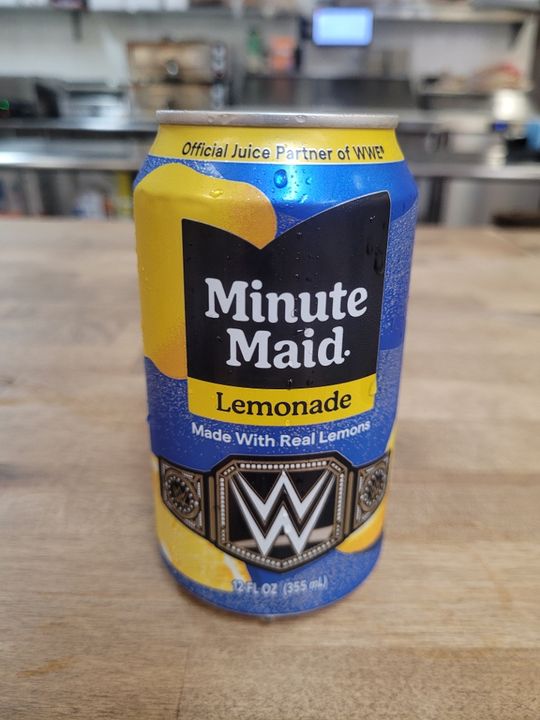 Official Juice Partner of WWE®
Minute
Maid.
Lemonade
Made With Real Lemons
W
12 FL OZ (355 mL)